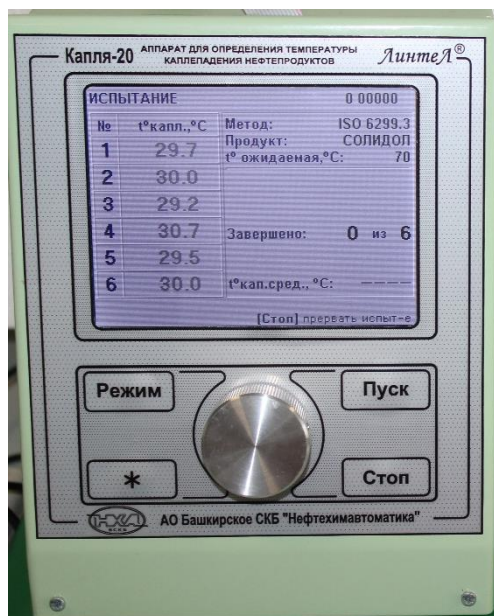 Капля-20
АППАРАТ ДЛЯ ОПРЕДЕЛЕНИЯ ТЕМПЕРАТУРЫ
КАПЛЕПАДЕНИЯ НЕФТЕПРОДУКТОВ
ЛинтеЛ®
ИСПЫТАНИЕ 0 00000
№ t°капл.,°C
1 29.7
2 30.0
3 29.2
4 30.7
5 29.5
6 30.0
Метод: ISO 6299.3
Продукт: СОЛИДОЛ
t° ожидаемая,°C: 70
Завершено: 0 из 6
t°кап.сред.,°C: ----
[Стоп] прервать испыт-е
Режим
Пуск
*
Стоп
АО Башкирское СКБ "Нефтехимавтоматика"